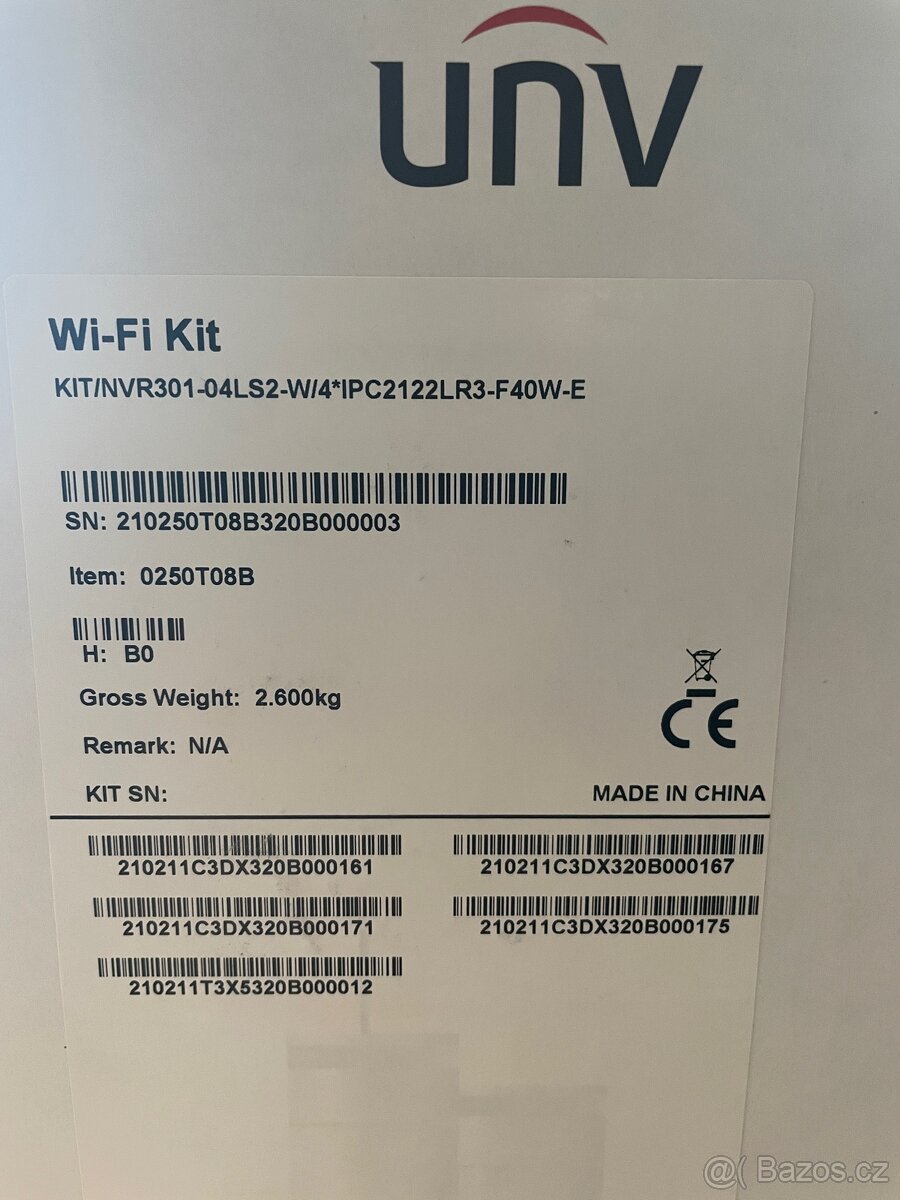 unv
Wi-Fi Kit
KIT/NVR301-04LS2-W/4*IPC2122LR3-F40W-E
SN: 210250T08B320B000003
Item: 0250T08B
H: B0
Gross Weight: 2.600kg
Remark: N/A
CE
KIT SN:
MADE IN CHINA
210211C3DX320B000161
210211C3DX320B000167
210211C3DX320B000171
210211C3DX320B000175
210211T3X5320B000012
@( Bazos.cz